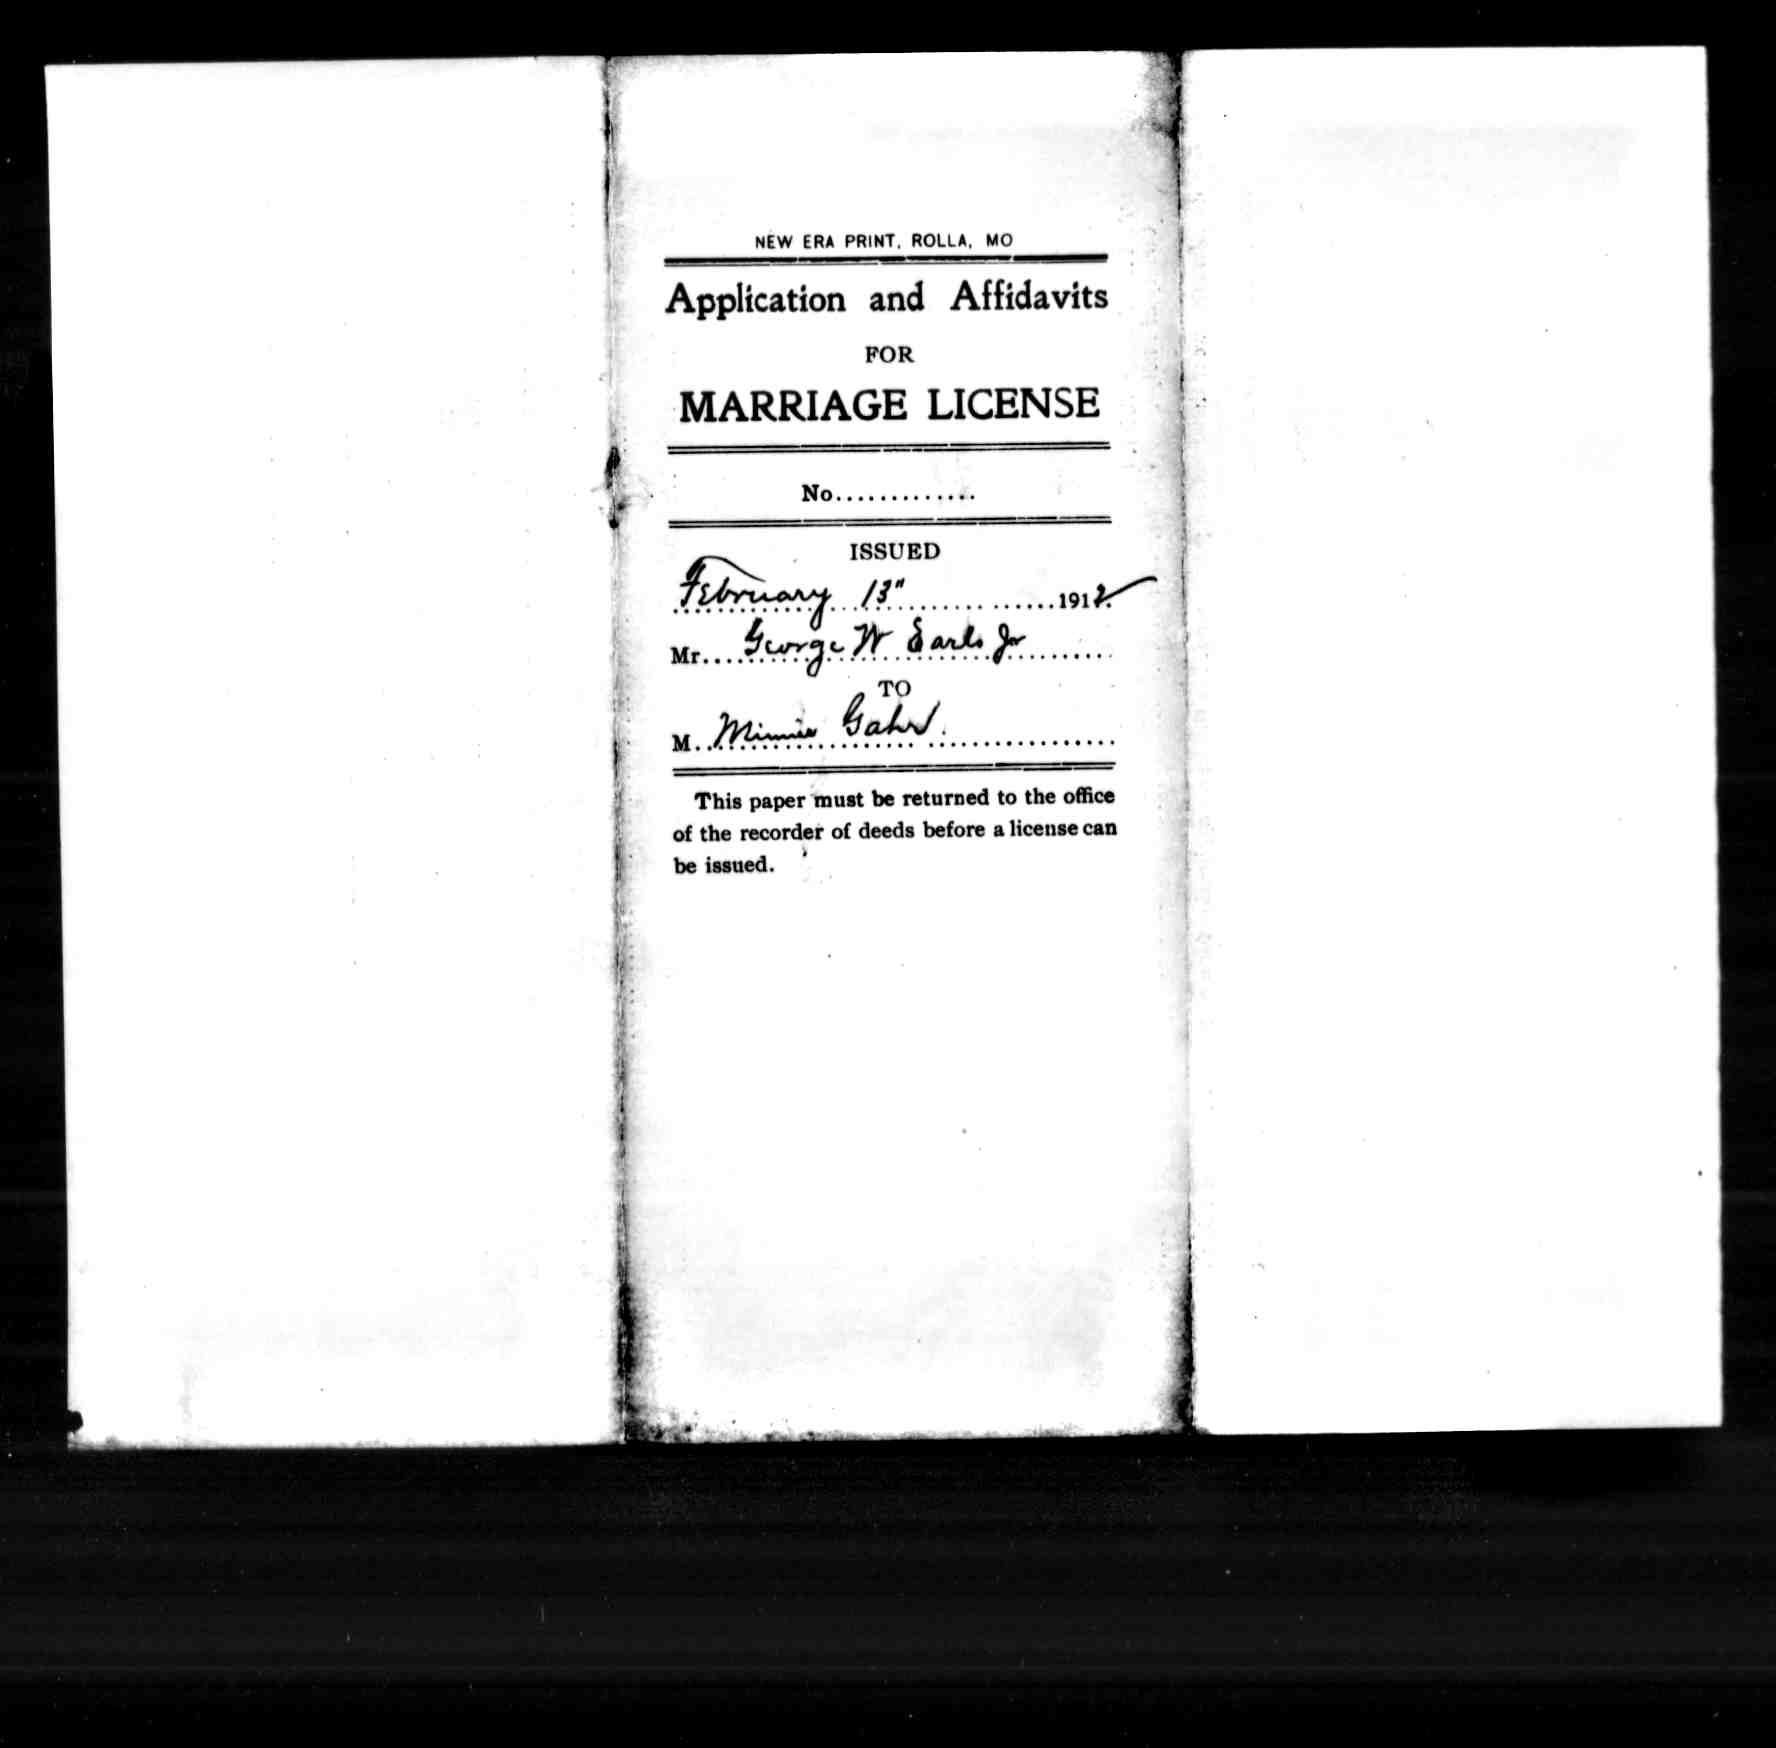 NEW ERA PRINT, ROLLA, MO
Application and Affidavits
FOR
MARRIAGE LICENSE
No.............
ISSUED
February 13" 1912
Mr. George W Earls Jr
TO
M. Minnie Gahr
This paper must be returned to the office
of the recorder of deeds before a license can
be issued.